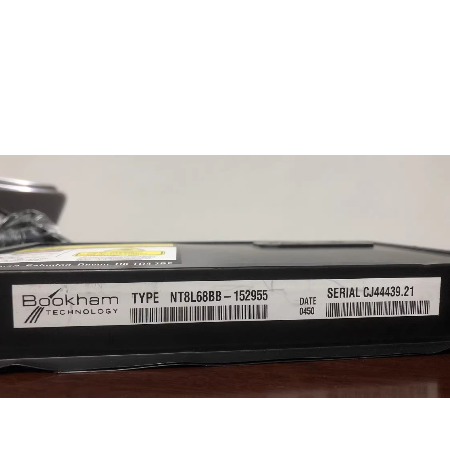 Bookham
TECHNOLOGY
TYPE NT8L68BB-152955
DATE
0450
SERIAL CJ44439.21